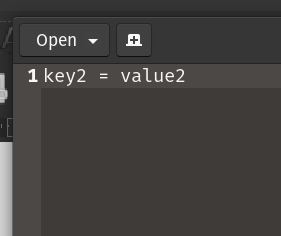 Open
1 key2 = value2